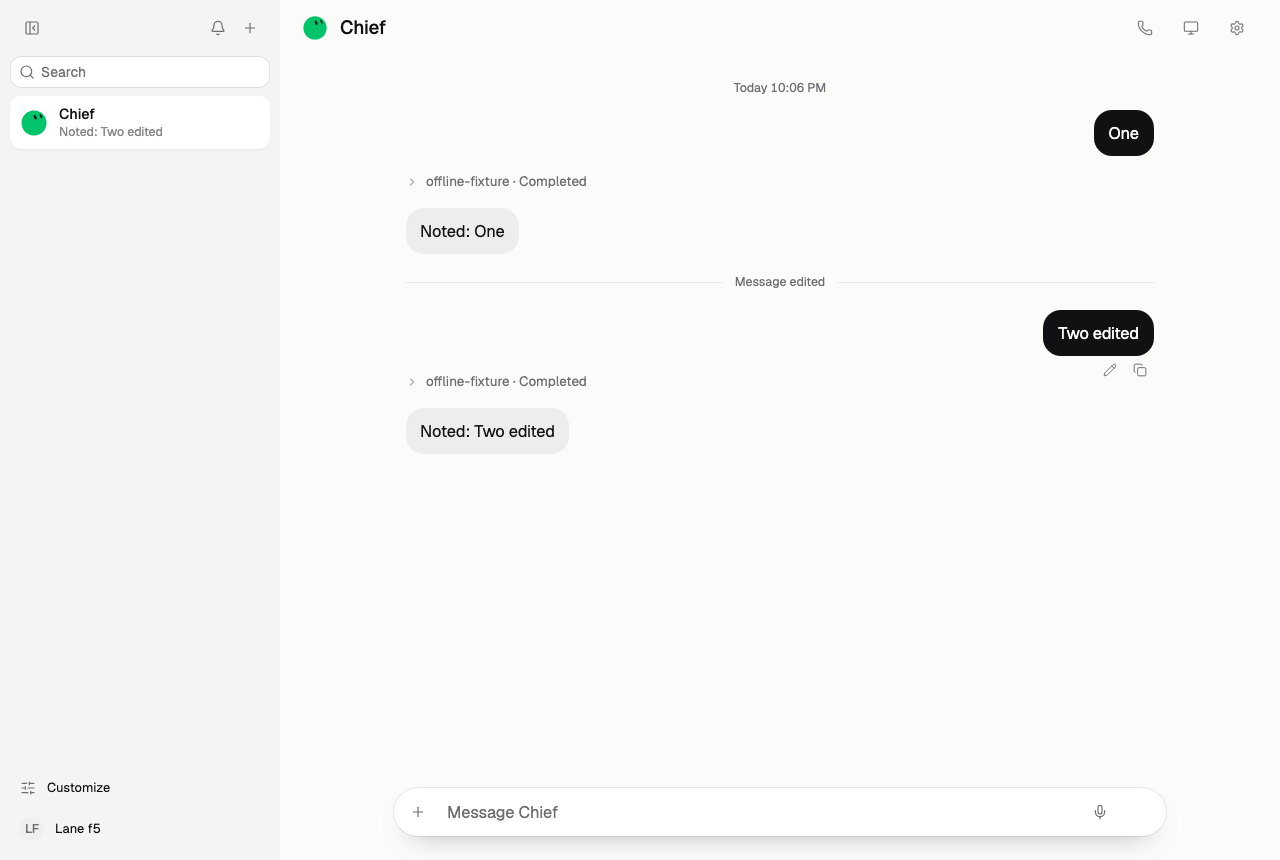 Search
Chief
Noted: Two edited
Customize
LF
Lane f5
Chief
Today 10:06 PM
One
offline-fixture · Completed
Noted: One
Message edited
Two edited
offline-fixture · Completed
Noted: Two edited
Message Chief